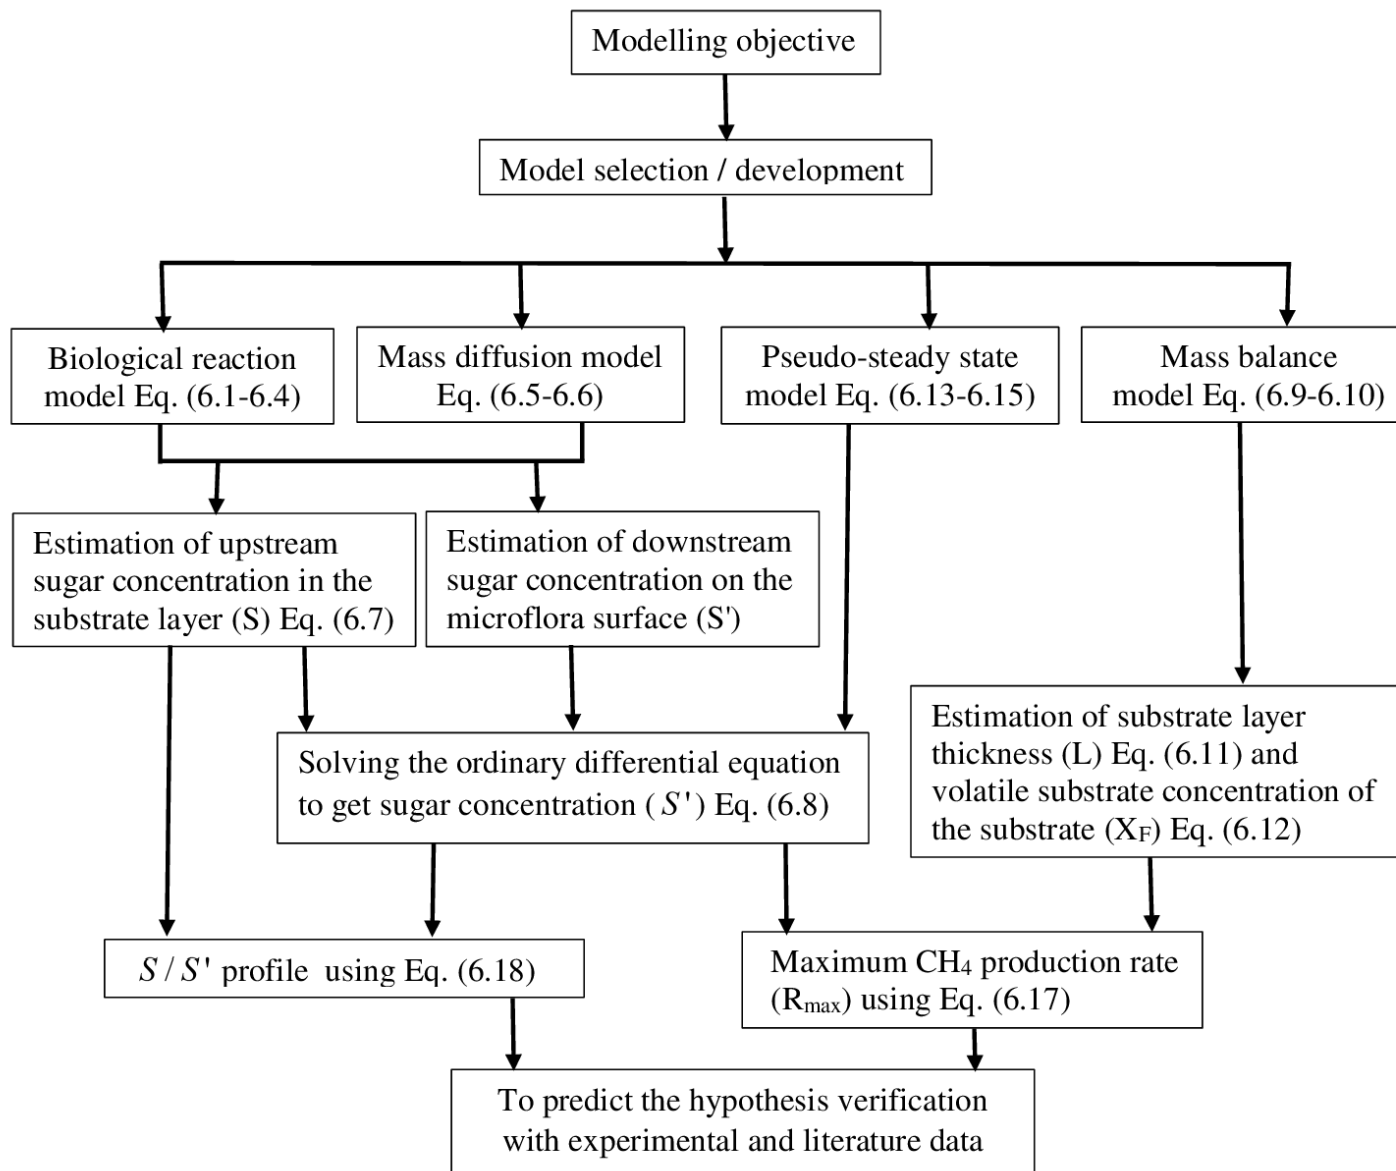 Modelling objective
Model selection / development
Biological reaction
model Eq. (6.1-6.4)
Mass diffusion model
Eq. (6.5-6.6)
Pseudo-steady state
model Eq. (6.13-6.15)
Mass balance
model Eq. (6.9-6.10)
Estimation of upstream
sugar concentration in the
substrate layer (S) Eq. (6.7)
Estimation of downstream
sugar concentration on the
microflora surface (S')
Solving the ordinary differential equation
to get sugar concentration ( S' ) Eq. (6.8)
Estimation of substrate layer
thickness (L) Eq. (6.11) and
volatile substrate concentration of
the substrate (XF) Eq. (6.12)
S / S' profile using Eq. (6.18)
Maximum CH4 production rate
(Rmax) using Eq. (6.17)
To predict the hypothesis verification
with experimental and literature data